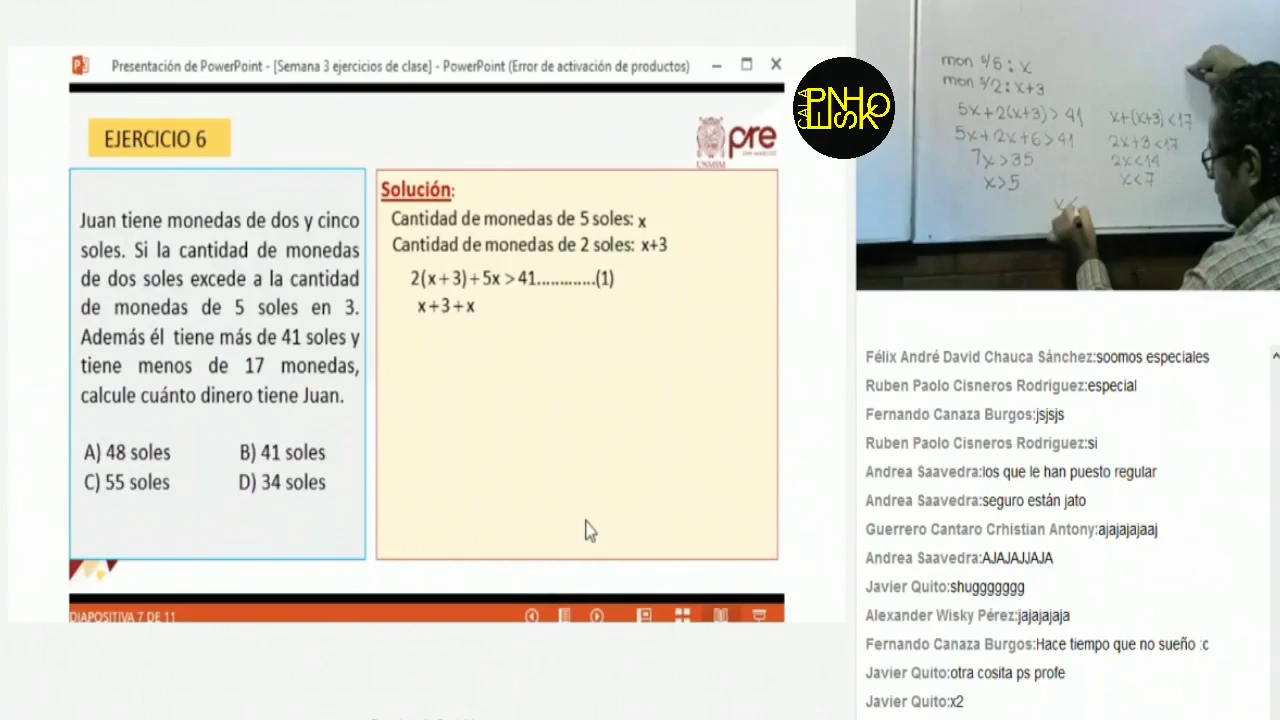 Presentación de PowerPoint - [Semana 3 ejercicios de clase] - PowerPoint (Error de activación de productos)
EJERCICIO 6
UNMSM
pre
SAN MARCOS
Juan tiene monedas de dos y cinco
soles. Si la cantidad de monedas
de dos soles excede a la cantidad
de monedas de 5 soles en 3.
Además él tiene más de 41 soles y
tiene menos de 17 monedas,
calcule cuánto dinero tiene Juan.
A) 48 soles B) 41 soles
C) 55 soles D) 34 soles
Solución:
Cantidad de monedas de 5 soles: x
Cantidad de monedas de 2 soles: x+3
2(x+3)+5x > 41.............(1)
x+3+x
DIAPOSITIVA 7 DE 11
CALA
PENHO
ESK
mon S/5 : x
mon S/2 : x+3
5x+2(x+3) > 41
5x+2x+6 > 41
7x > 35
x > 5
x+(x+3) < 17
2x+3 < 17
2x < 14
x < 7
Félix André David Chauca Sánchez:soomos especiales
Ruben Paolo Cisneros Rodriguez:especial
Fernando Canaza Burgos:jsjsjs
Ruben Paolo Cisneros Rodriguez:si
Andrea Saavedra:los que le han puesto regular
Andrea Saavedra:seguro están jato
Guerrero Cantaro Crhistian Antony:ajajajajaaj
Andrea Saavedra:AJAJAJJAJA
Javier Quito:shuggggggg
Alexander Wisky Pérez:jajajajaja
Fernando Canaza Burgos:Hace tiempo que no sueño :c
Javier Quito:otra cosita ps profe
Javier Quito:x2